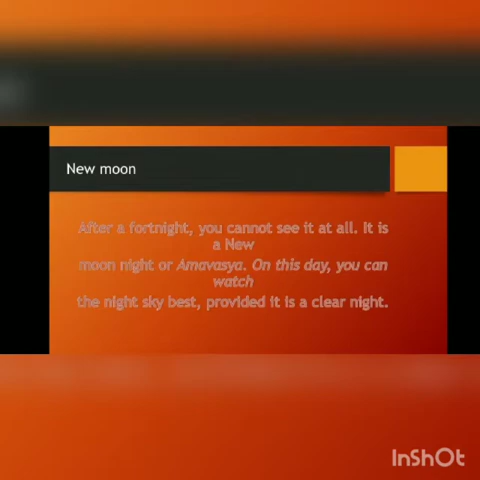 New moon
After a fortnight, you cannot see it at all. It is
a New
moon night or Amavasya. On this day, you can
watch
the night sky best, provided it is a clear night.
InShOt